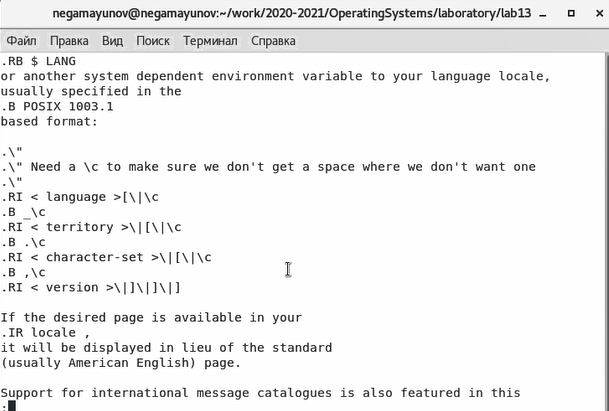 negamayunov@negamayunov:~/work/2020-2021/OperatingSystems/laboratory/lab13
Файл Правка Вид Поиск Терминал Справка
.RB $ LANG
or another system dependent environment variable to your language locale,
usually specified in the
.B POSIX 1003.1
based format:
.\"
.\" Need a \c to make sure we don't get a space where we don't want one
.\"
.RI < language >[\|\c
.B _\c
.RI < territory >\|[\|\c
.B .\c
.RI < character-set >\|[\|\c
.B ,\c
.RI < version >\|]\|]\|]
If the desired page is available in your
.IR locale ,
it will be displayed in lieu of the standard
(usually American English) page.
Support for international message catalogues is also featured in this
: